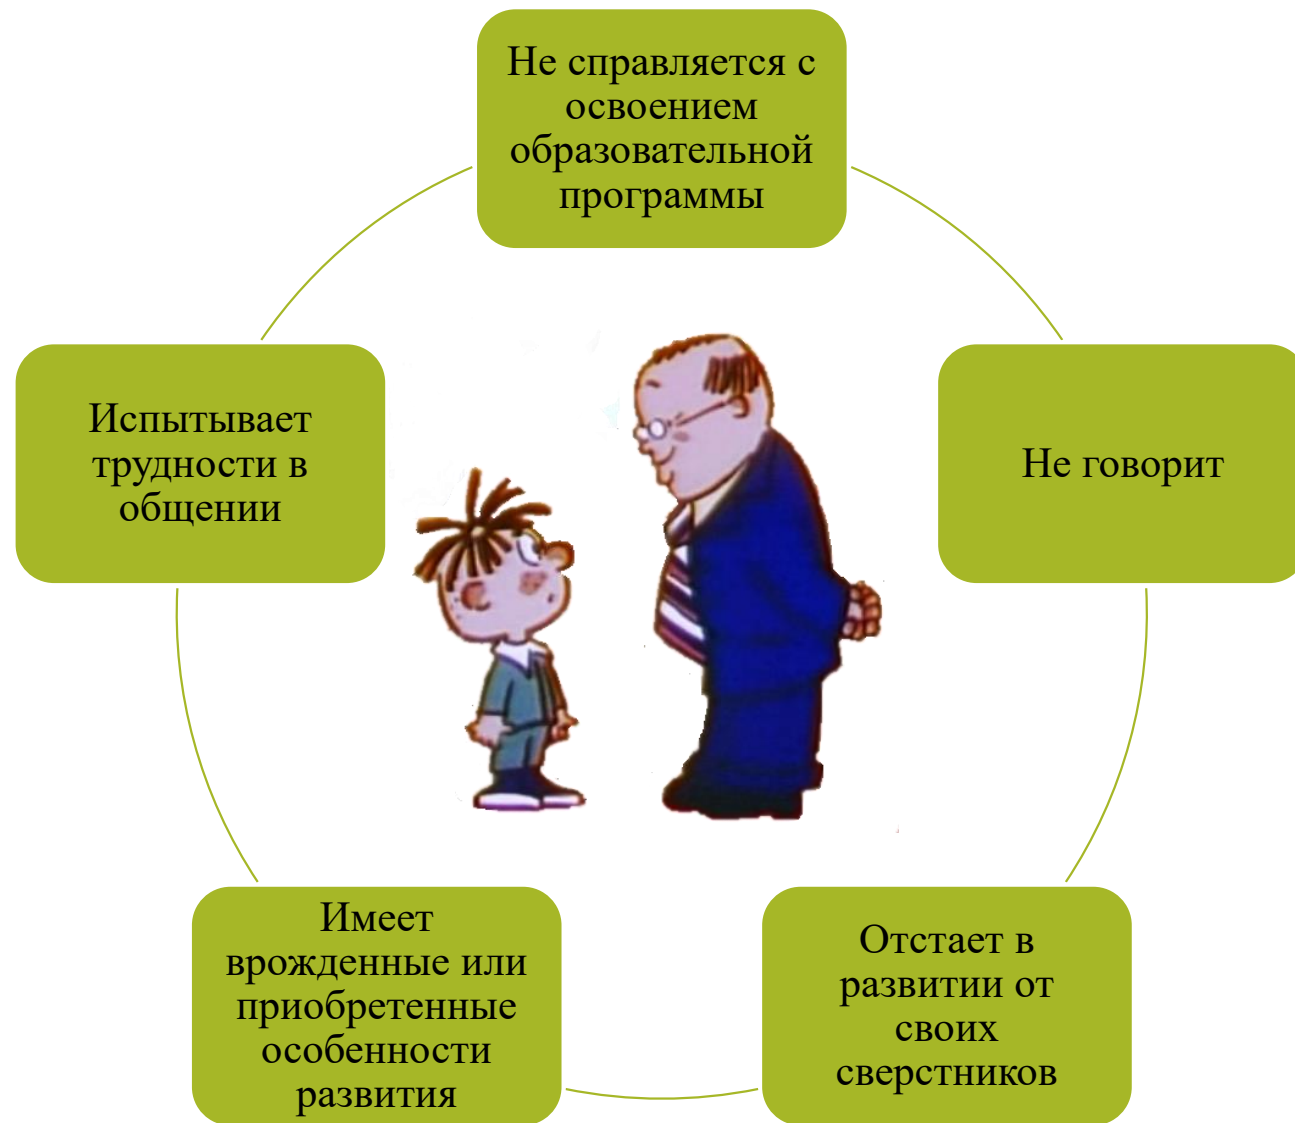 Не справляется с
освоением
образовательной
программы
Испытывает
трудности в
общении
Не говорит
Имеет
врожденные или
приобретенные
особенности
развития
Отстает в
развитии от
своих
сверстников